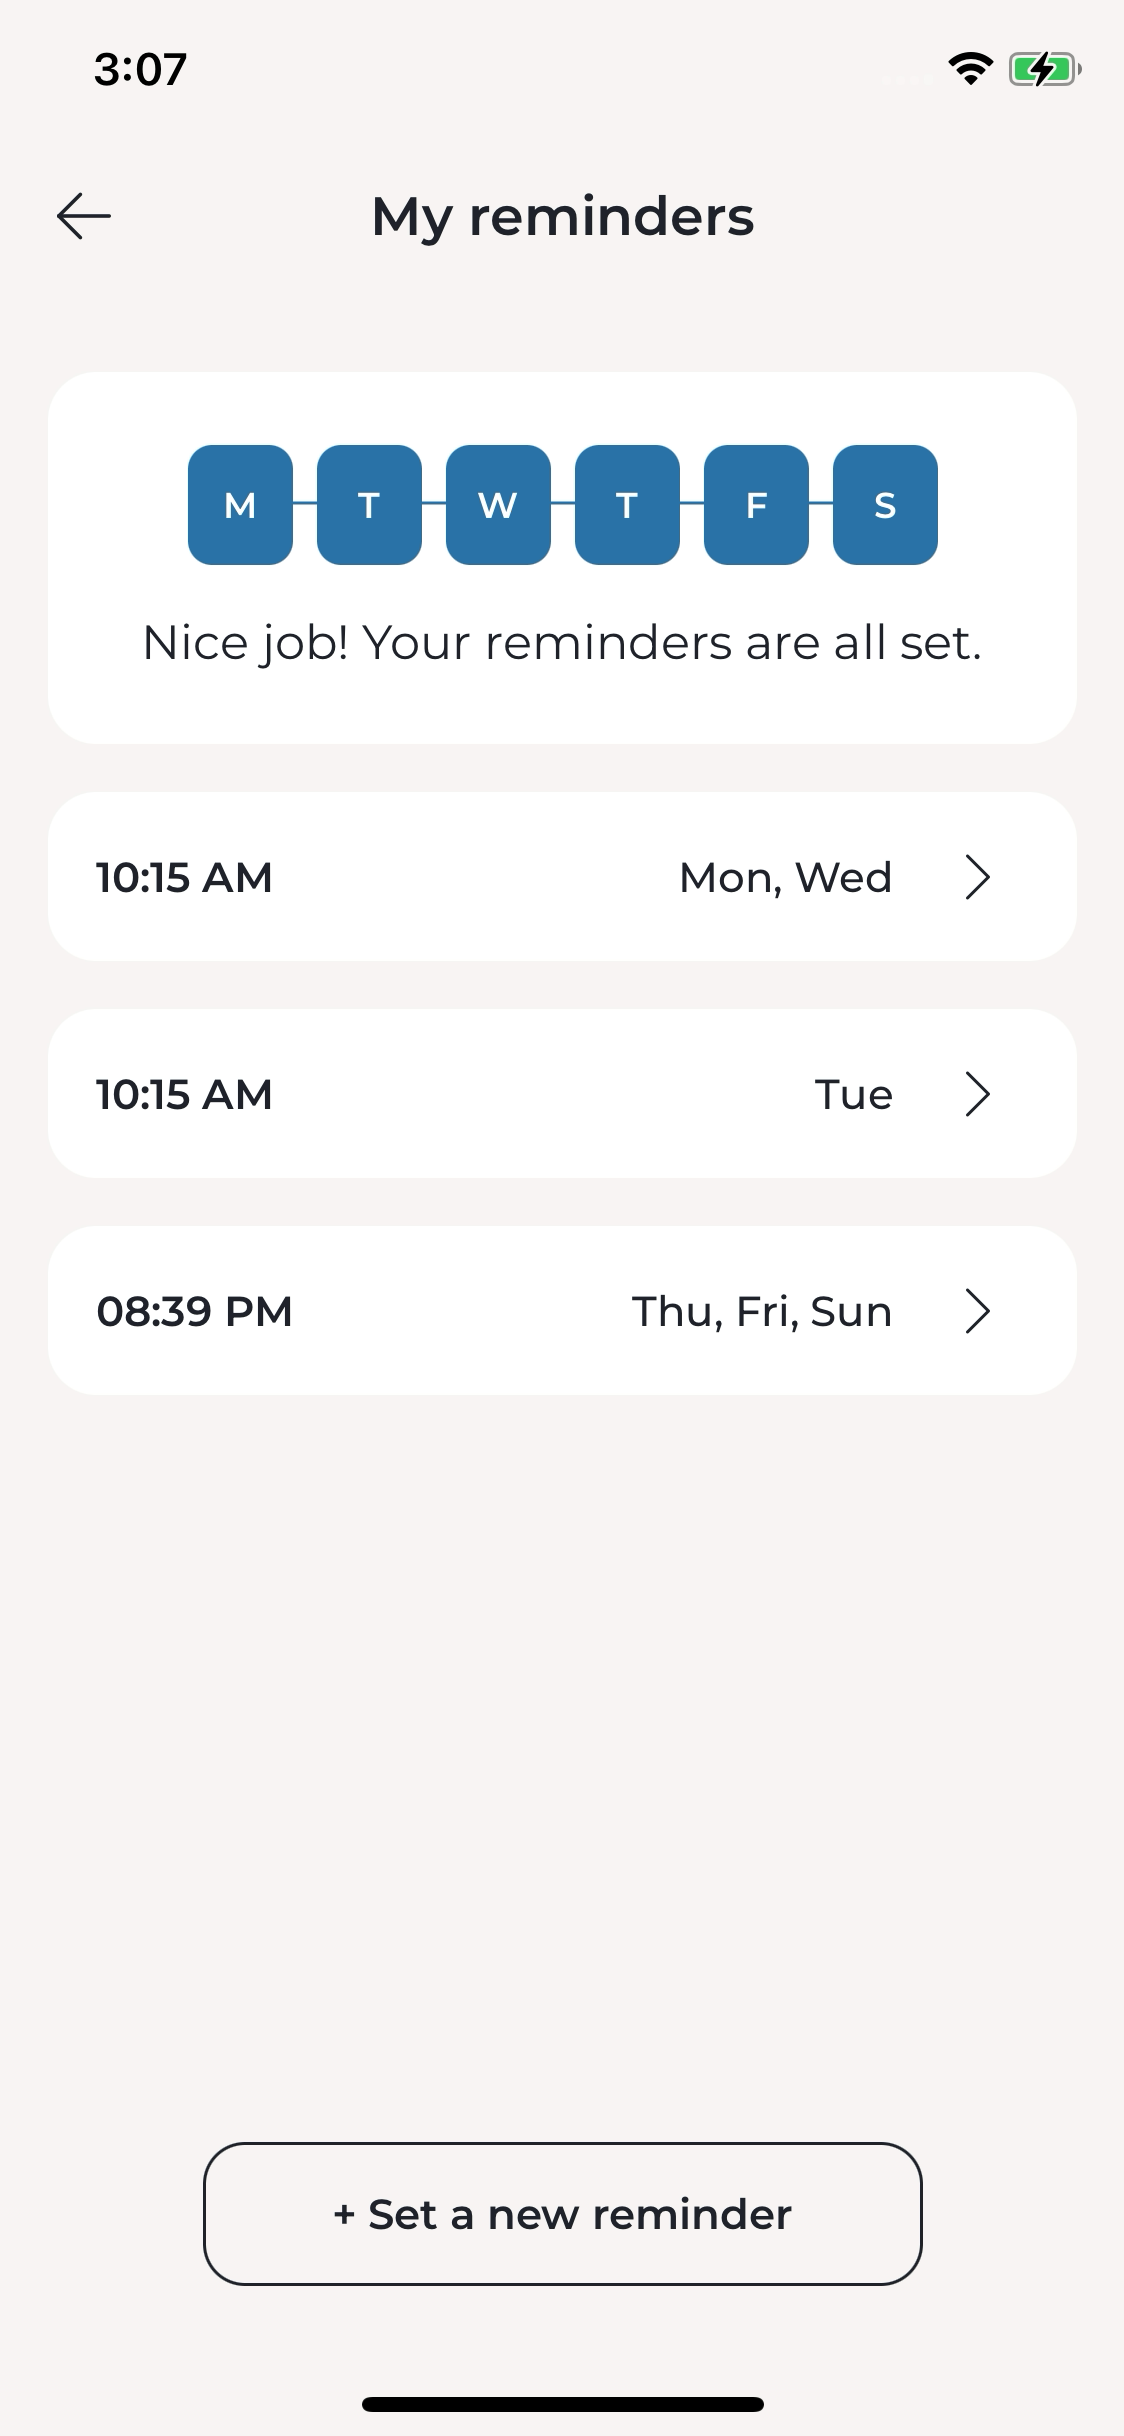 3:07
My reminders
M T W T F S
Nice job! Your reminders are all set.
10:15 AM Mon, Wed
10:15 AM Tue
08:39 PM Thu, Fri, Sun
+ Set a new reminder